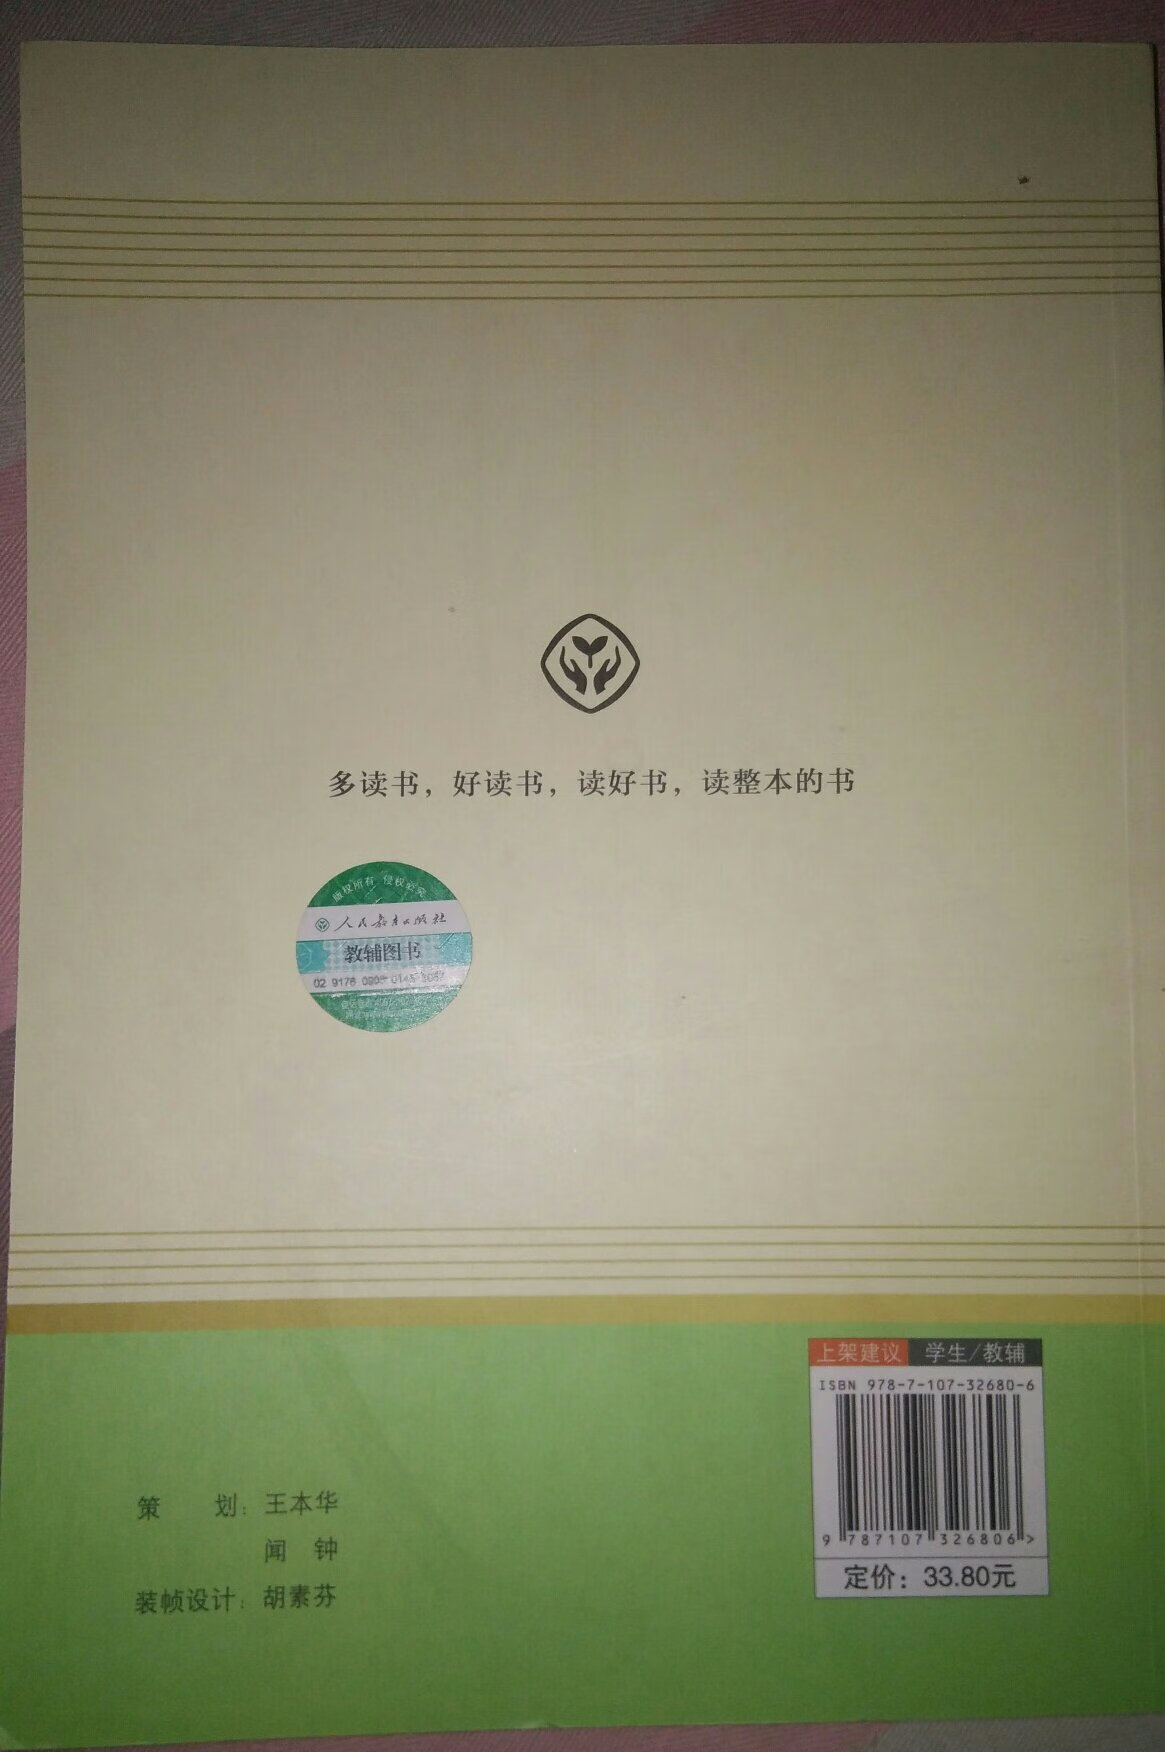 多读书，好读书，读好书，读整本的书
版权所有 侵权必究
人民教育出版社
教辅图书
02 9176
上架建议 学生/教辅
ISBN 978-7-107-32680-6
9 787107 326806 >
定价：33.80元
策 划：王本华
闻 钟
装帧设计：胡素芬